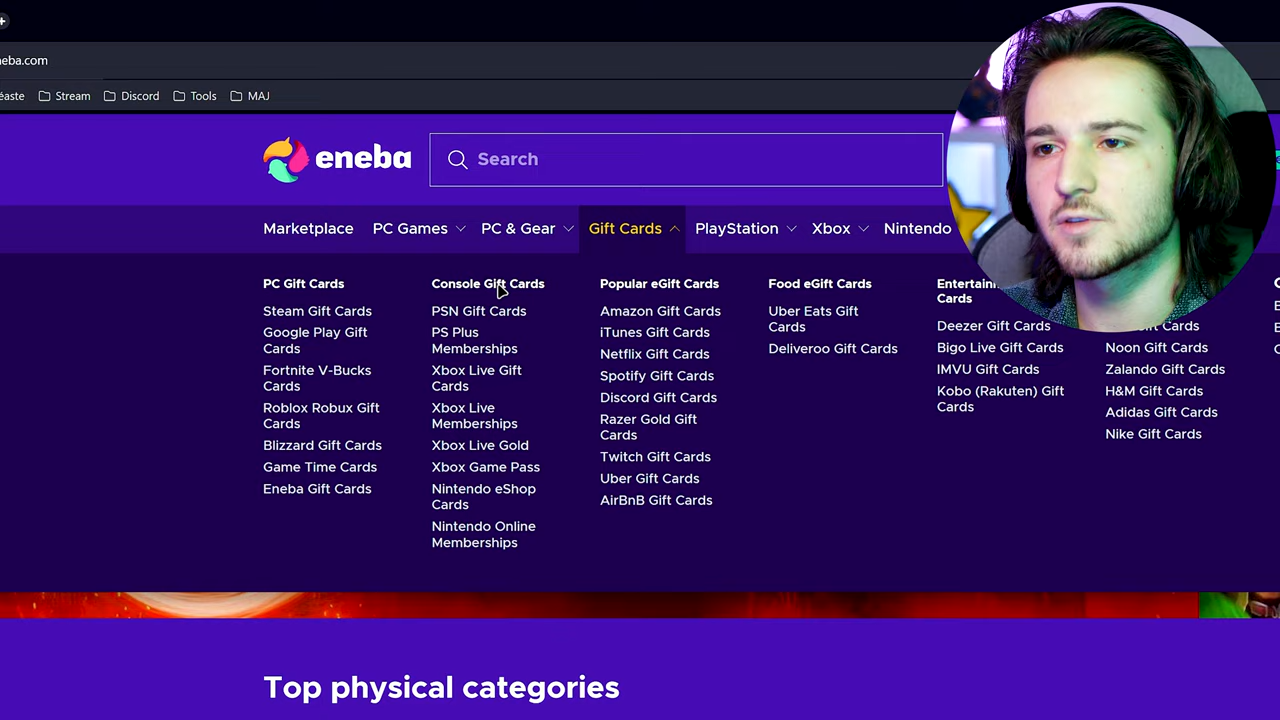 eba.com
Stream
Discord
Tools
MAJ
eneba
Search
Marketplace
PC Games
PC & Gear
Gift Cards
PlayStation
Xbox
Nintendo
PC Gift Cards
Steam Gift Cards
Google Play Gift
Cards
Fortnite V-Bucks
Cards
Roblox Robux Gift
Cards
Blizzard Gift Cards
Game Time Cards
Eneba Gift Cards
Console Gift Cards
PSN Gift Cards
PS Plus
Memberships
Xbox Live Gift
Cards
Xbox Live
Memberships
Xbox Live Gold
Xbox Game Pass
Nintendo eShop
Cards
Nintendo Online
Memberships
Popular eGift Cards
Amazon Gift Cards
iTunes Gift Cards
Netflix Gift Cards
Spotify Gift Cards
Discord Gift Cards
Razer Gold Gift
Cards
Twitch Gift Cards
Uber Gift Cards
AirBnB Gift Cards
Food eGift Cards
Uber Eats Gift
Cards
Deliveroo Gift Cards
Cards
Deezer Gift Cards
Bigo Live Gift Cards
IMVU Gift Cards
Kobo (Rakuten) Gift
Cards
Gift Cards
Noon Gift Cards
Zalando Gift Cards
H&M Gift Cards
Adidas Gift Cards
Nike Gift Cards
Top physical categories